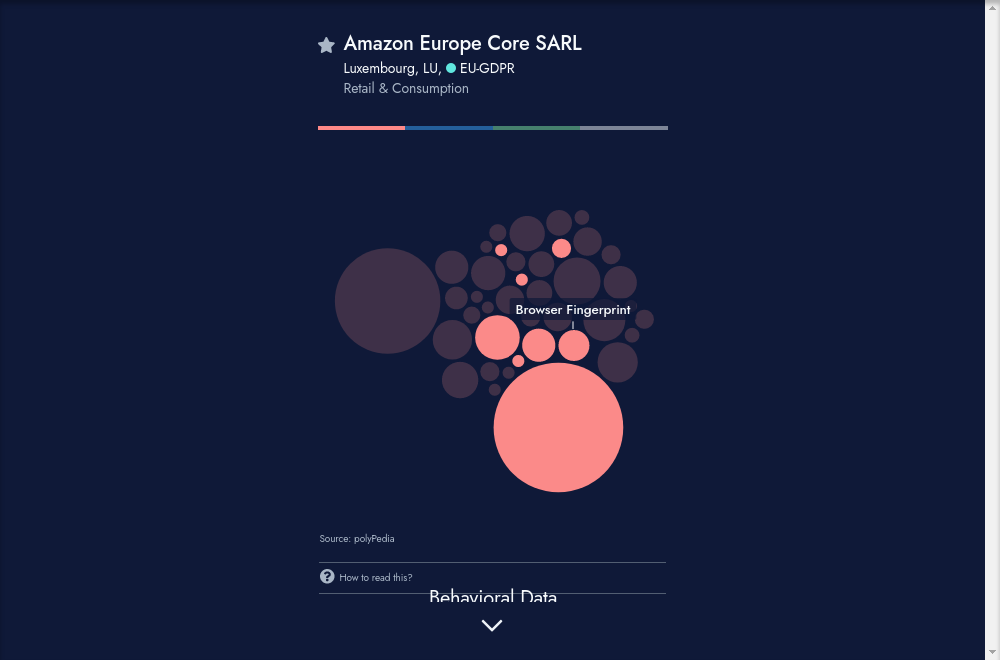 Amazon Europe Core SARL
Luxembourg, LU, EU-GDPR
Retail & Consumption
Browser Fingerprint
Source: polyPedia
How to read this?
Behavioral Data